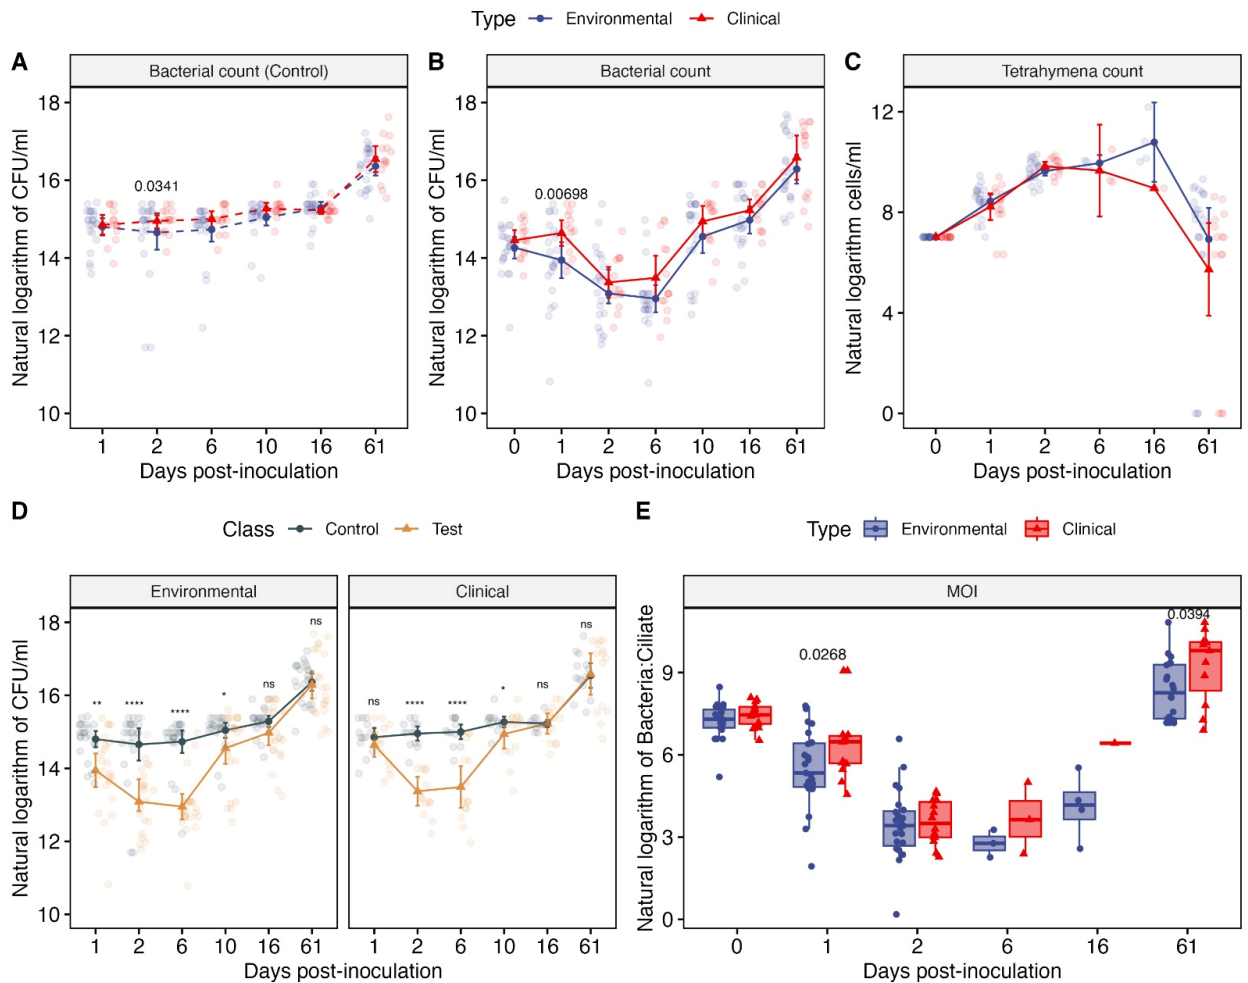 Type Environmental Clinical
A
Bacterial count (Control)
Natural logarithm of CFU/ml
18
16
14
12
10
0.0341
1 2 6 10 16 61
Days post-inoculation
B
Bacterial count
Natural logarithm of CFU/ml
18
16
14
12
10
0.00698
0 1 2 6 10 16 61
Days post-inoculation
C
Tetrahymena count
Natural logarithm cells/ml
12
8
4
0
0 1 2 6 16 61
Days post-inoculation
D
Class Control Test
Environmental
Clinical
Natural logarithm of CFU/ml
18
16
14
12
10
** **** **** * ns ns
ns **** **** * ns ns
1 2 6 10 16 61
1 2 6 10 16 61
Days post-inoculation
E
Type Environmental Clinical
MOI
Natural logarithm of Bacteria:Ciliate
9
6
3
0
0.0268
0.0394
0 1 2 6 16 61
Days post-inoculation